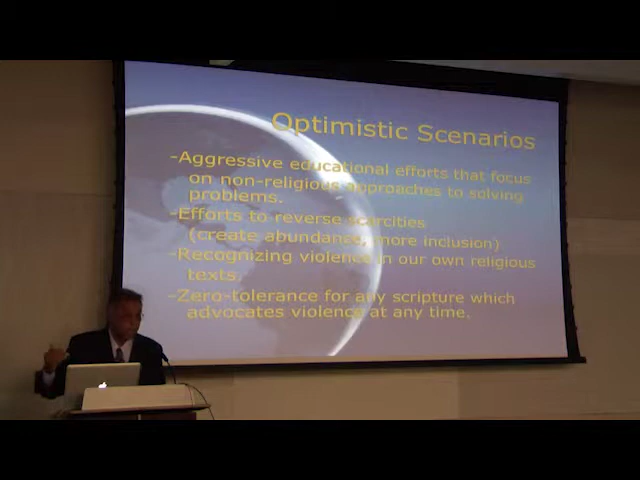 Optimistic Scenarios
-Aggressive educational efforts that focus
on non-religious approaches to solving
problems.
-Efforts to reverse scarcities
(create abundance, more inclusion)
-Recognizing violence in our own religious
texts.
-Zero-tolerance for any scripture which
advocates violence at any time.